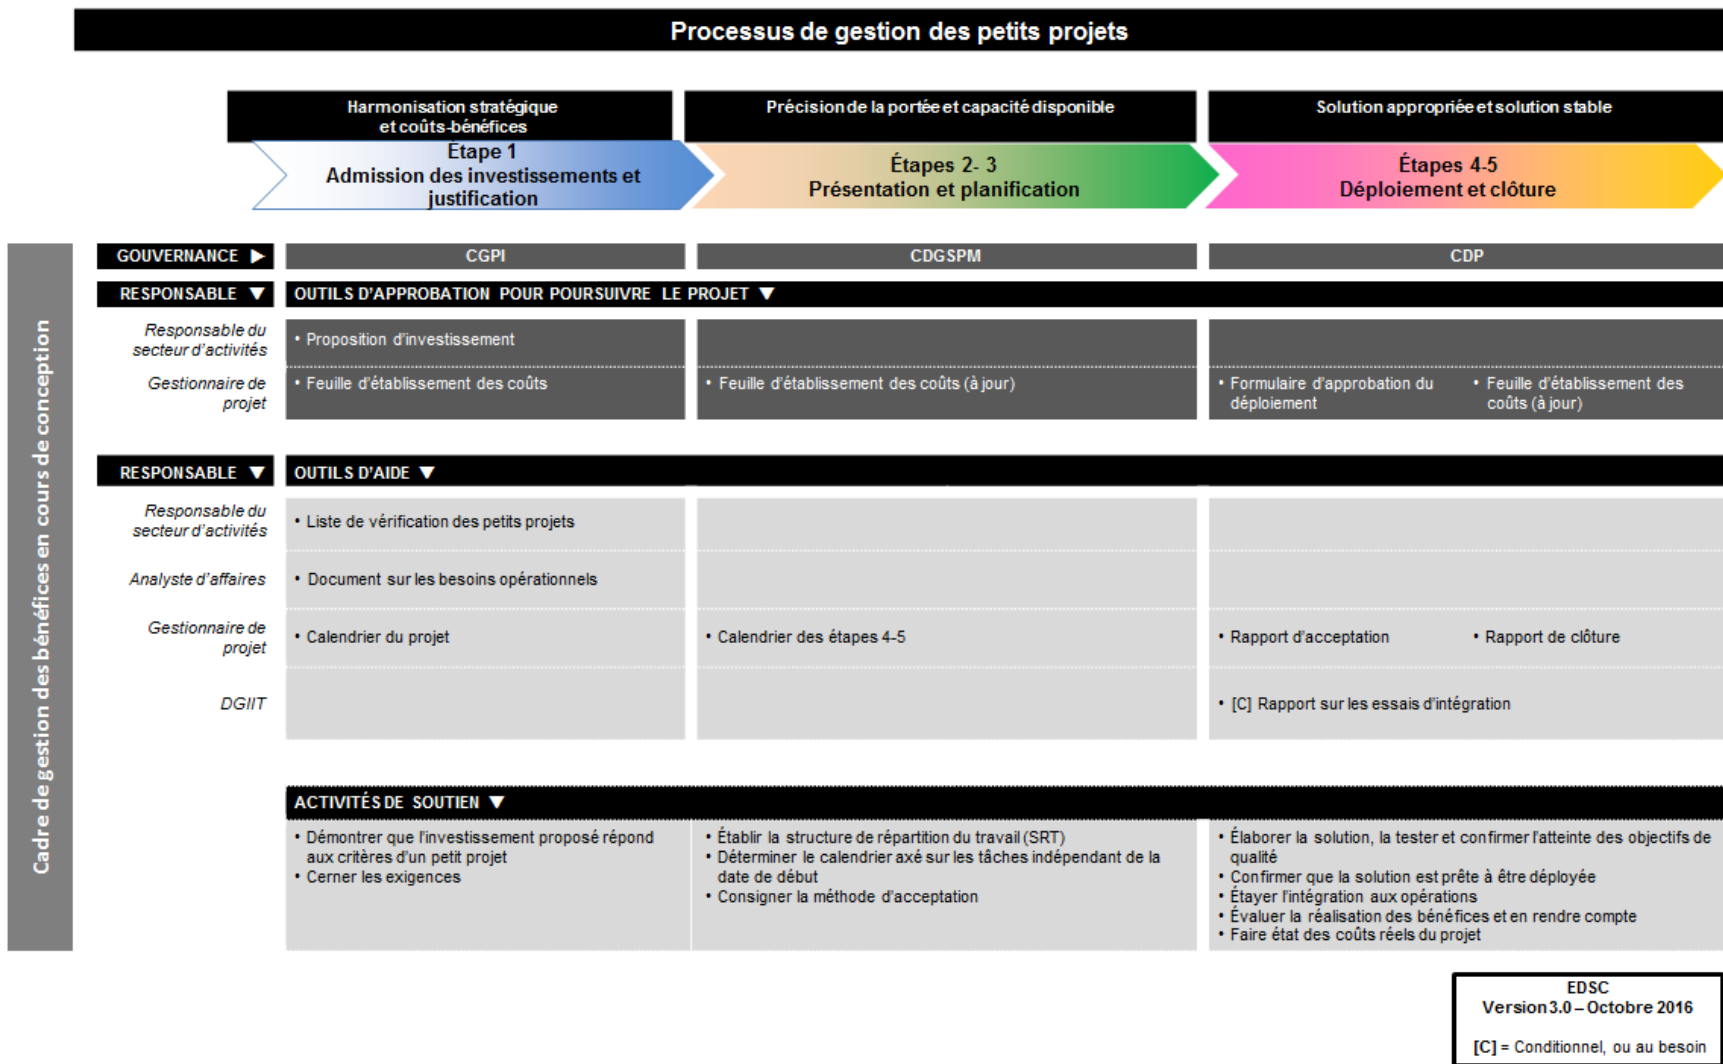 Processus de gestion des petits projets
Harmonisation stratégique
et coûts-bénéfices
Précision de la portée et capacité disponible
Solution appropriée et solution stable
Étape 1
Admission des investissements et
justification
Étapes 2- 3
Présentation et planification
Étapes 4-5
Déploiement et clôture
Cadre de gestion des bénéfices en cours de conception
GOUVERNANCE ▶
CGPI
CDGSPM
CDP
RESPONSABLE ▼
OUTILS D'APPROBATION POUR POURSUIVRE LE PROJET ▼
Responsable du
secteur d'activités
• Proposition d'investissement
Gestionnaire de
projet
• Feuille d'établissement des coûts
• Feuille d'établissement des coûts (à jour)
• Formulaire d'approbation du
déploiement
• Feuille d'établissement des
coûts (à jour)
RESPONSABLE ▼
OUTILS D'AIDE ▼
Responsable du
secteur d'activités
• Liste de vérification des petits projets
Analyste d'affaires
• Document sur les besoins opérationnels
Gestionnaire de
projet
• Calendrier du projet
• Calendrier des étapes 4-5
• Rapport d'acceptation
• Rapport de clôture
DGIIT
• [C] Rapport sur les essais d'intégration
ACTIVITÉS DE SOUTIEN ▼
• Démontrer que l'investissement proposé répond
aux critères d'un petit projet
• Cerner les exigences
• Établir la structure de répartition du travail (SRT)
• Déterminer le calendrier axé sur les tâches indépendant de la
date de début
• Consigner la méthode d'acceptation
• Élaborer la solution, la tester et confirmer l'atteinte des objectifs de
qualité
• Confirmer que la solution est prête à être déployée
• Étayer l'intégration aux opérations
• Évaluer la réalisation des bénéfices et en rendre compte
• Faire état des coûts réels du projet
EDSC
Version 3.0 – Octobre 2016
[C] = Conditionnel, ou au besoin